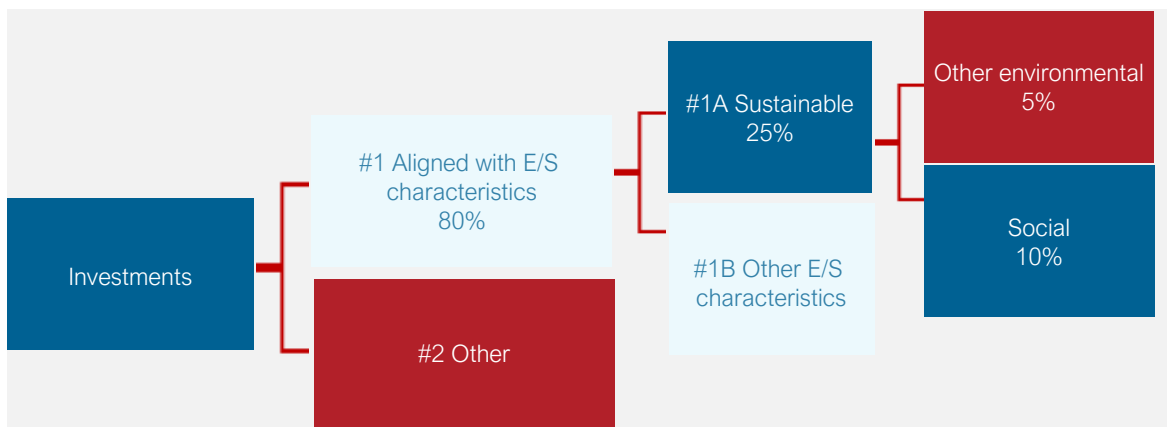 Investments
#1 Aligned with E/S
characteristics
80%
#2 Other
#1A Sustainable
25%
#1B Other E/S
characteristics
Other environmental
5%
Social
10%